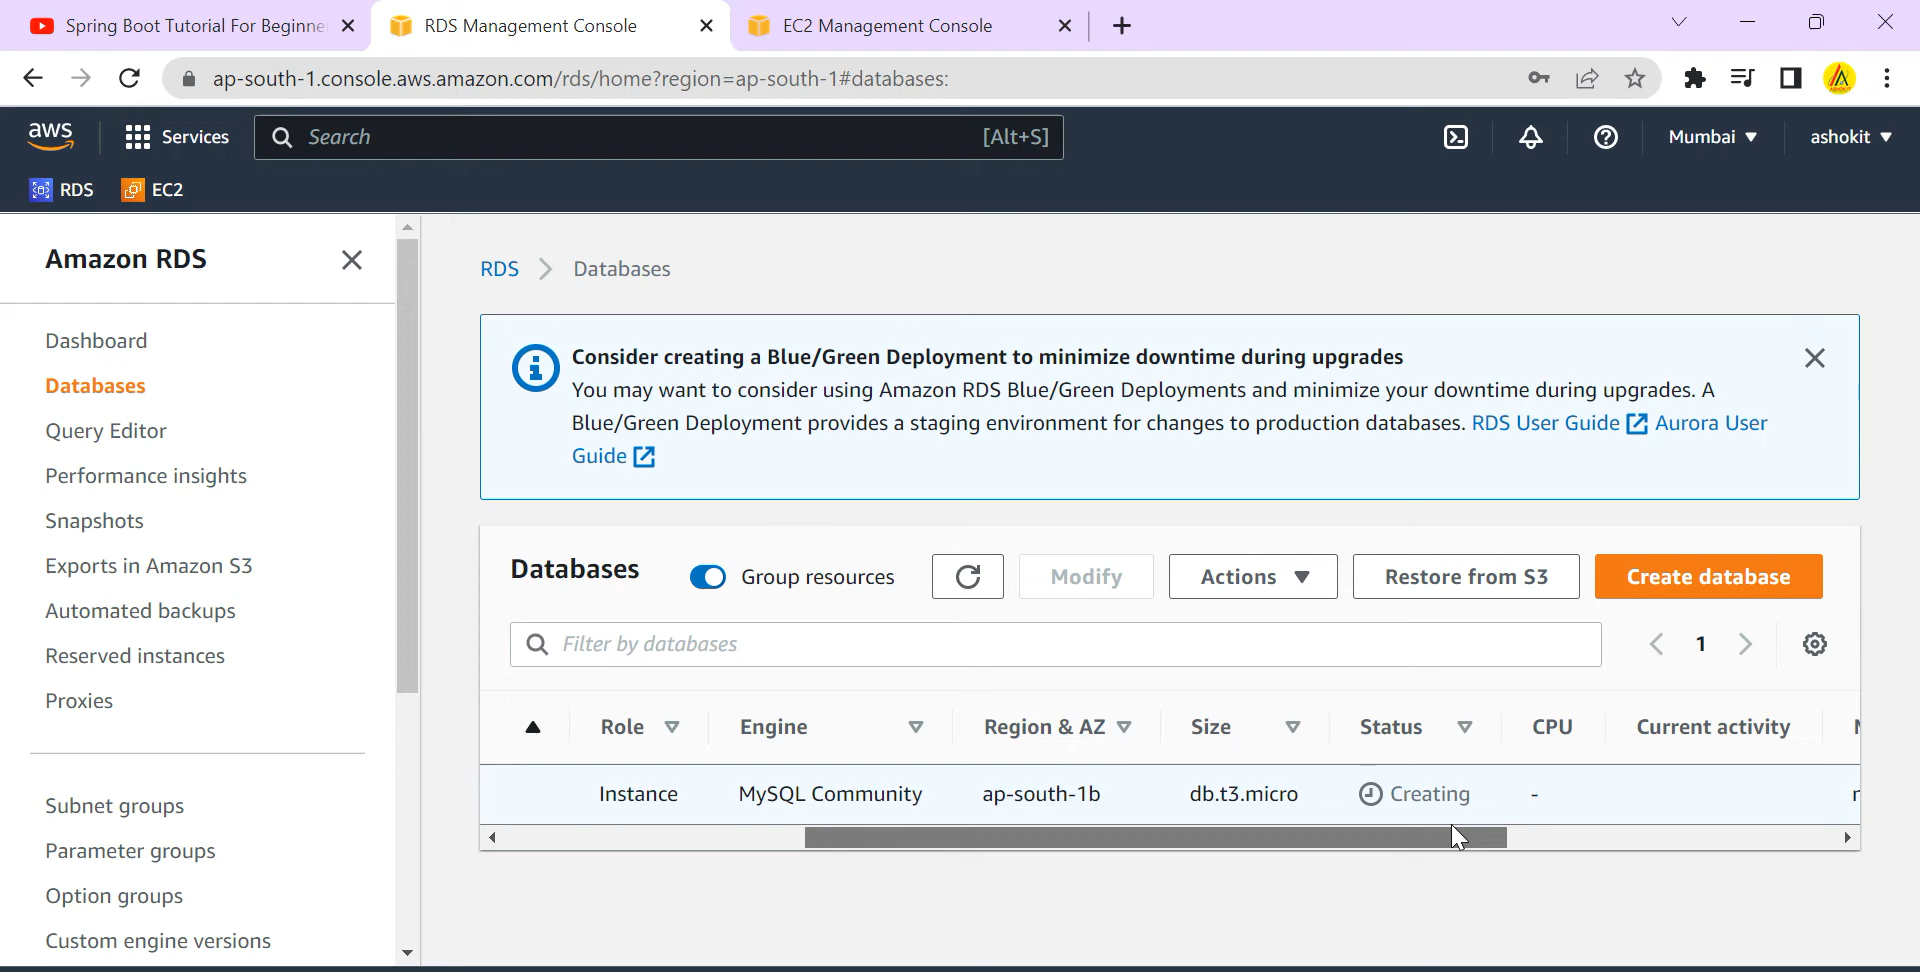 Spring Boot Tutorial For Beginne
RDS Management Console
EC2 Management Console
ap-south-1.console.aws.amazon.com/rds/home?region=ap-south-1#databases:
aws
Services
Search
[Alt+S]
Mumbai
ashokit
RDS
EC2
Amazon RDS
Dashboard
Databases
Query Editor
Performance insights
Snapshots
Exports in Amazon S3
Automated backups
Reserved instances
Proxies
Subnet groups
Parameter groups
Option groups
Custom engine versions
RDS > Databases
Consider creating a Blue/Green Deployment to minimize downtime during upgrades
You may want to consider using Amazon RDS Blue/Green Deployments and minimize your downtime during upgrades. A
Blue/Green Deployment provides a staging environment for changes to production databases. RDS User Guide Aurora User
Guide
Databases
Group resources
Modify
Actions
Restore from S3
Create database
Filter by databases
1
Role Engine Region & AZ Size Status CPU Current activity
Instance MySQL Community ap-south-1b db.t3.micro Creating -